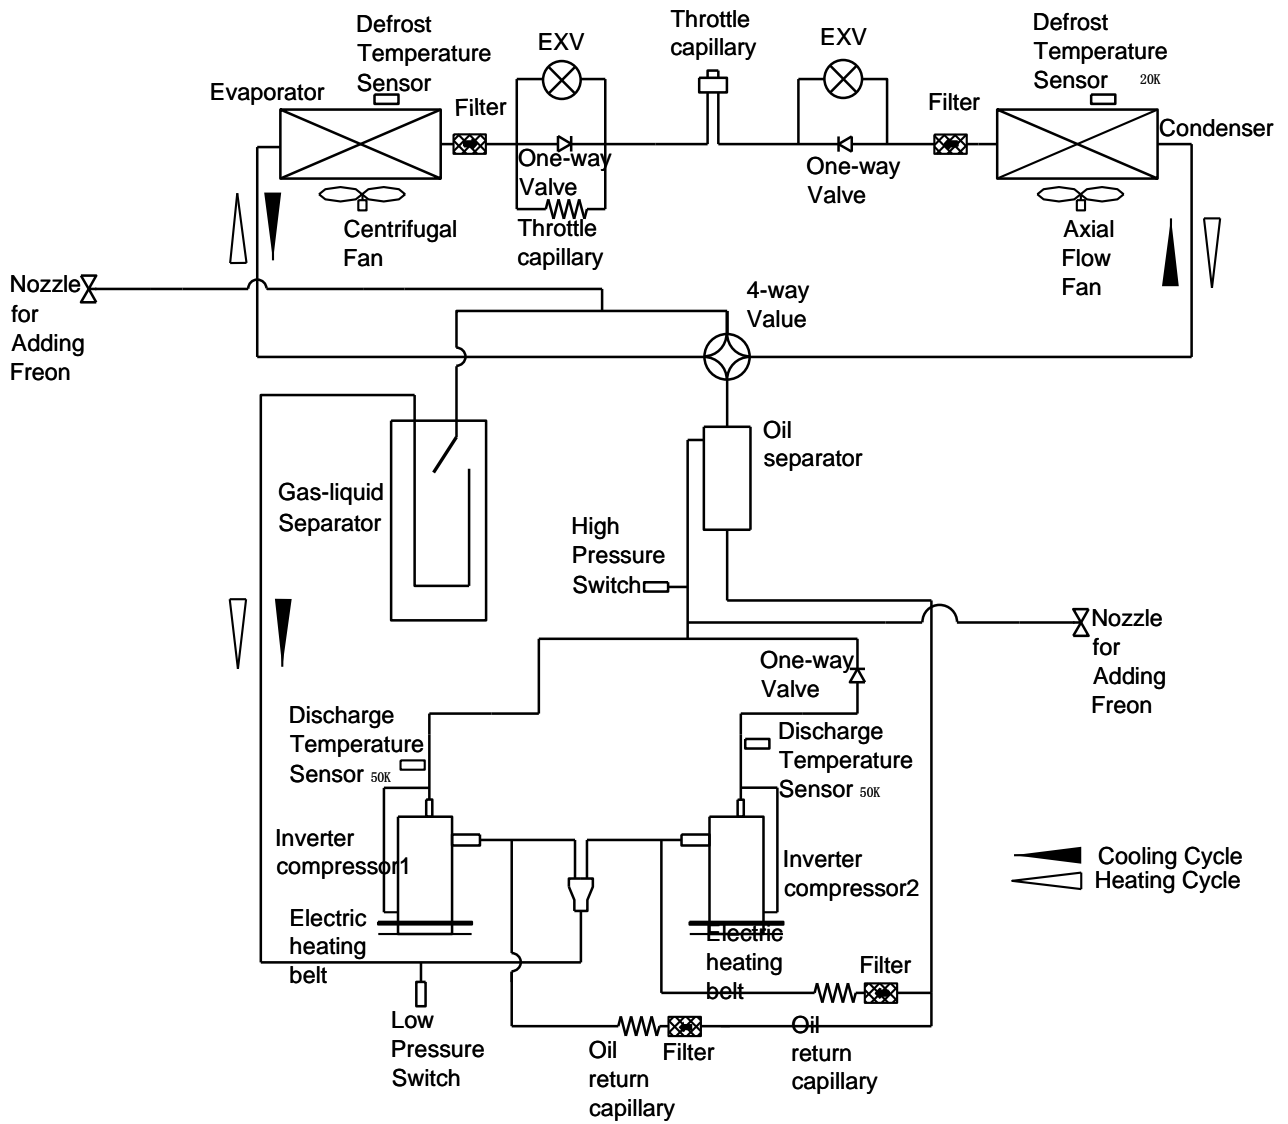 Defrost
Temperature
Sensor
EXV
Throttle
capillary
EXV
Defrost
Temperature
Sensor 20K
Evaporator
Filter
Filter
Condenser
One-way
Valve
One-way
Valve
Centrifugal
Fan
Throttle
capillary
Axial
Flow
Fan
Nozzle
for
Adding
Freon
4-way
Value
Oil
separator
Gas-liquid
Separator
High
Pressure
Switch
Nozzle
for
Adding
Freon
One-way
Valve
Discharge
Temperature
Sensor 50K
Discharge
Temperature
Sensor 50K
Inverter
compressor1
Inverter
compressor2
Cooling Cycle
Heating Cycle
Electric
heating
belt
Electric
heating
belt
Filter
Low
Pressure
Switch
Oil
return
capillary
Filter
Oil
return
capillary